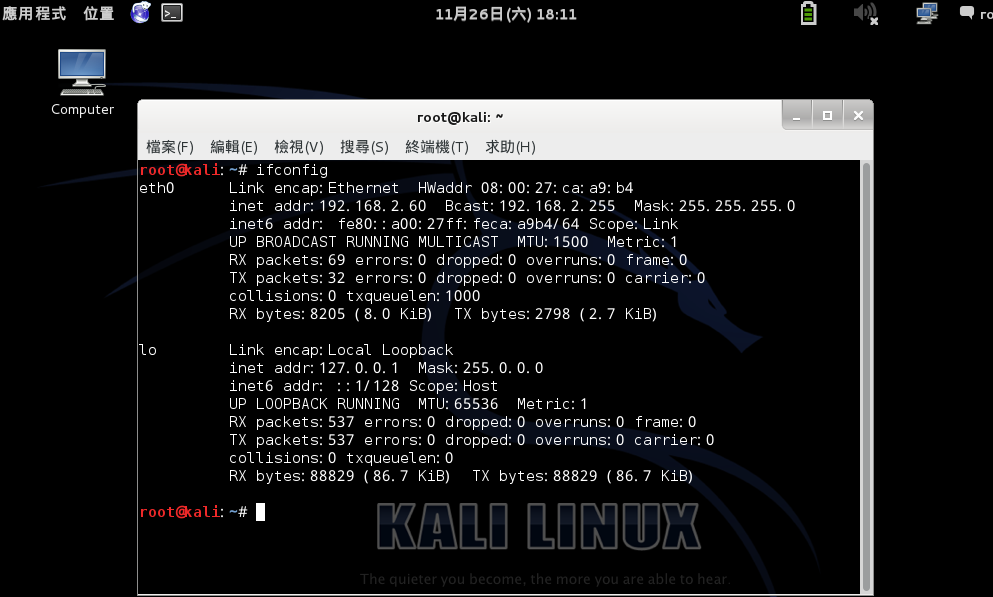 應用程式 位置 11月26日(六) 18:11 ro
Computer
root@kali: ~
檔案(F) 編輯(E) 檢視(V) 搜尋(S) 終端機(T) 求助(H)
root@kali:~# ifconfig
eth0 Link encap:Ethernet HWaddr 08:00:27:ca:a9:b4
inet addr:192.168.2.60 Bcast:192.168.2.255 Mask:255.255.255.0
inet6 addr: fe80::a00:27ff:feca:a9b4/64 Scope:Link
UP BROADCAST RUNNING MULTICAST MTU:1500 Metric:1
RX packets:69 errors:0 dropped:0 overruns:0 frame:0
TX packets:32 errors:0 dropped:0 overruns:0 carrier:0
collisions:0 txqueuelen:1000
RX bytes:8205 (8.0 KiB) TX bytes:2798 (2.7 KiB)
lo Link encap:Local Loopback
inet addr:127.0.0.1 Mask:255.0.0.0
inet6 addr: ::1/128 Scope:Host
UP LOOPBACK RUNNING MTU:65536 Metric:1
RX packets:537 errors:0 dropped:0 overruns:0 frame:0
TX packets:537 errors:0 dropped:0 overruns:0 carrier:0
collisions:0 txqueuelen:0
RX bytes:88829 (86.7 KiB) TX bytes:88829 (86.7 KiB)
root@kali:~#
KALI LINUX
The quieter you become, the more you are able to hear.